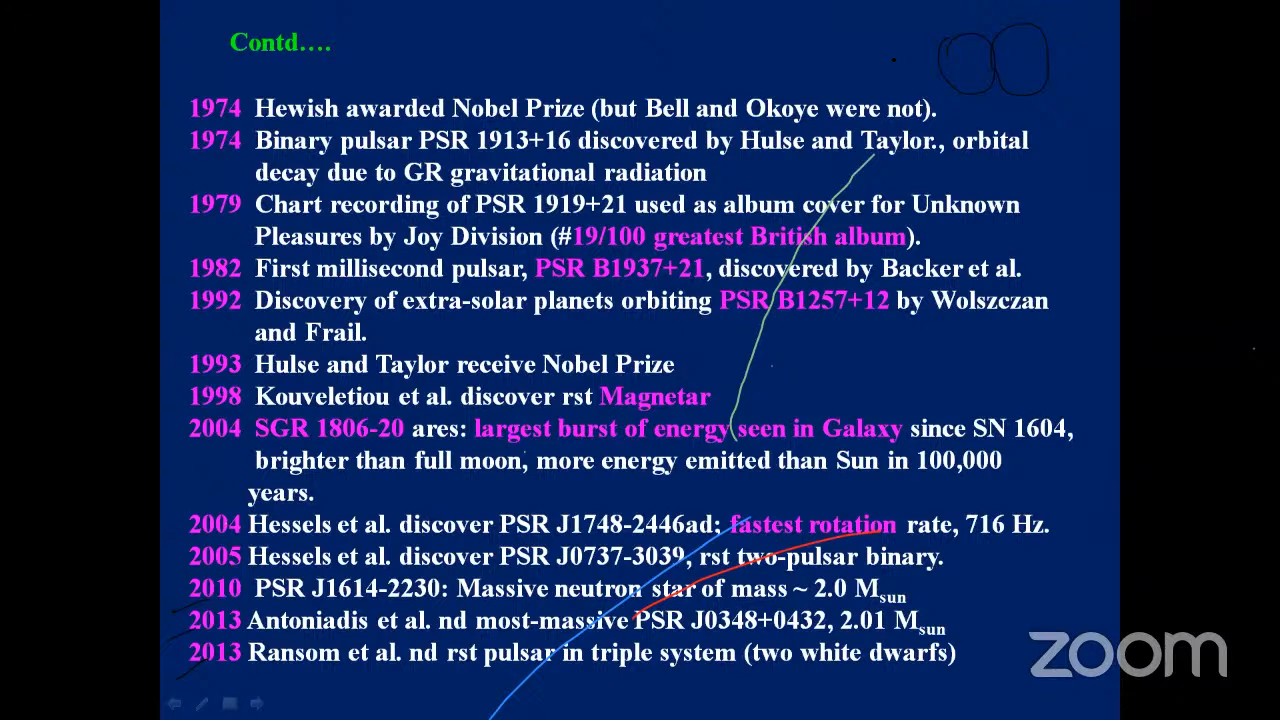 Contd….
1974 Hewish awarded Nobel Prize (but Bell and Okoye were not).
1974 Binary pulsar PSR 1913+16 discovered by Hulse and Taylor., orbital
decay due to GR gravitational radiation
1979 Chart recording of PSR 1919+21 used as album cover for Unknown
Pleasures by Joy Division (#19/100 greatest British album).
1982 First millisecond pulsar, PSR B1937+21, discovered by Backer et al.
1992 Discovery of extra-solar planets orbiting PSR B1257+12 by Wolszczan
and Frail.
1993 Hulse and Taylor receive Nobel Prize
1998 Kouveletiou et al. discover rst Magnetar
2004 SGR 1806-20 ares: largest burst of energy seen in Galaxy since SN 1604,
brighter than full moon, more energy emitted than Sun in 100,000
years.
2004 Hessels et al. discover PSR J1748-2446ad; fastest rotation rate, 716 Hz.
2005 Hessels et al. discover PSR J0737-3039, rst two-pulsar binary.
2010 PSR J1614-2230: Massive neutron star of mass ~ 2.0 Msun
2013 Antoniadis et al. nd most-massive PSR J0348+0432, 2.01 Msun
2013 Ransom et al. nd rst pulsar in triple system (two white dwarfs)
zoom